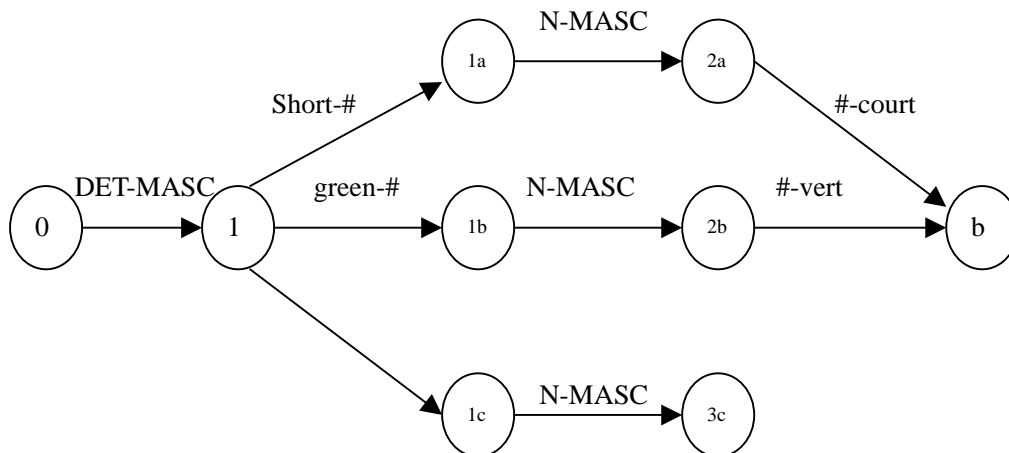 N-MASC
1a
2a
Short-#
#-court
DET-MASC
green-#
N-MASC
#-vert
0
1
1b
2b
b
N-MASC
1c
3c